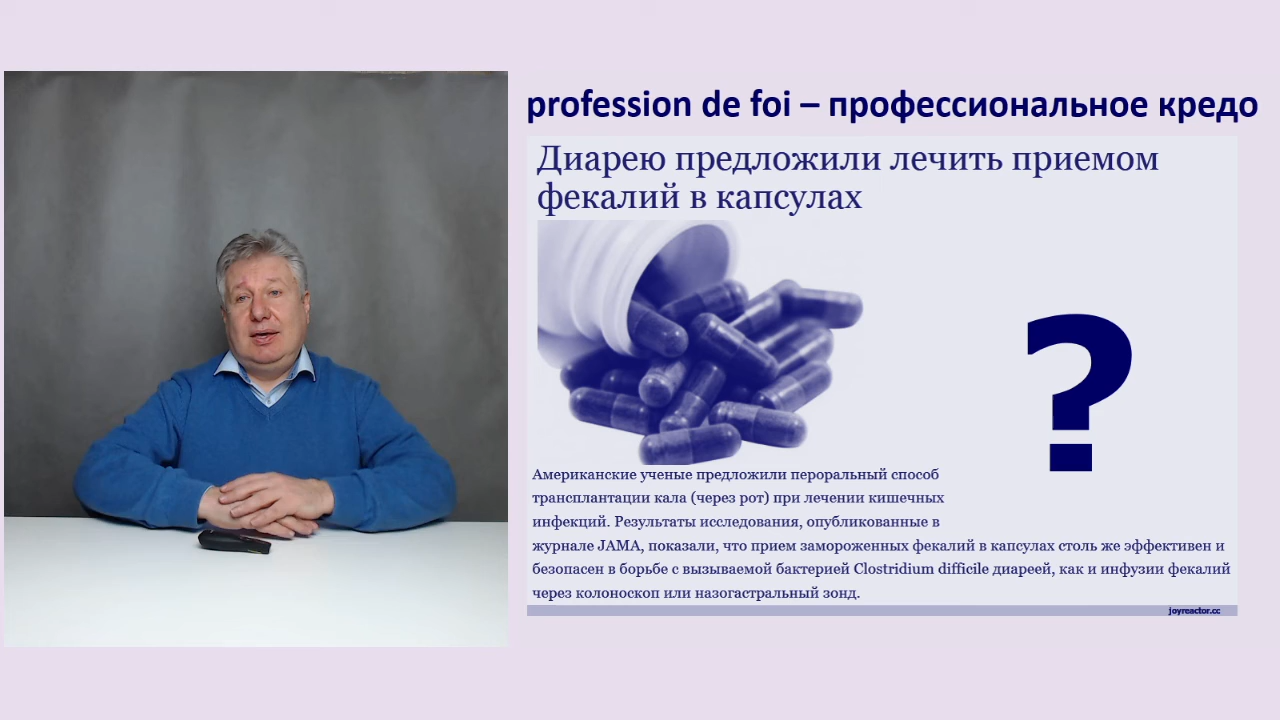 profession de foi – профессиональное кредо
Диарею предложили лечить приемом
фекалий в капсулах
?
Американские ученые предложили пероральный способ
трансплантации кала (через рот) при лечении кишечных
инфекций. Результаты исследования, опубликованные в
журнале JAMA, показали, что прием замороженных фекалий в капсулах столь же эффективен и
безопасен в борьбе с вызываемой бактерией Clostridium difficile диареей, как и инфузии фекалий
через колоноскоп или назогастральный зонд.
joyreactor.cc